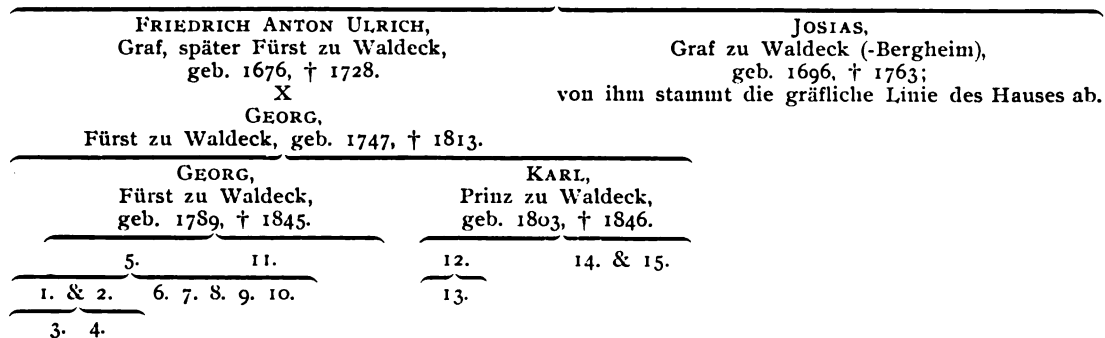 FRIEDRICH ANTON ULRICH,
Graf, später Fürst zu Waldeck,
geb. 1676, † 1728.
X
GEORG,
Fürst zu Waldeck, geb. 1747, † 1813.
JOSIAS,
Graf zu Waldeck (-Bergheim),
geb. 1696, † 1763;
von ihm stammt die gräfliche Linie des Hauses ab.
GEORG,
Fürst zu Waldeck,
geb. 1789, † 1845.
KARL,
Prinz zu Waldeck,
geb. 1803, † 1846.
5. 11. 12. 14. & 15.
1. & 2. 6. 7. 8. 9. 10. 13.
3. 4.